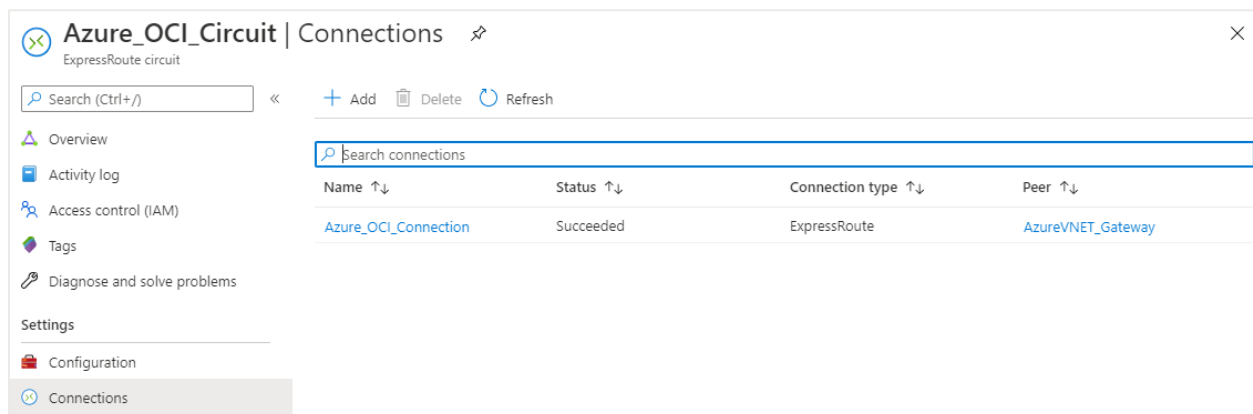 Azure_OCI_Circuit | Connections
ExpressRoute circuit
Search (Ctrl+/)
Overview
Activity log
Access control (IAM)
Tags
Diagnose and solve problems
Settings
Configuration
Connections
Add Delete Refresh
Search connections
Name Status Connection type Peer
Azure_OCI_Connection Succeeded ExpressRoute AzureVNET_Gateway